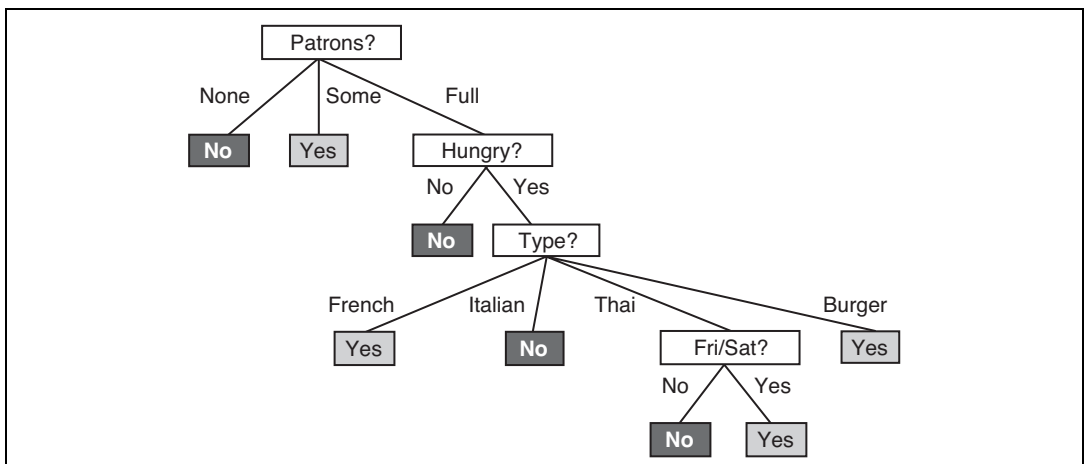 Patrons?
None Some Full
No Yes Hungry?
No Yes
No Type?
French Italian Thai Burger
Yes No Fri/Sat? Yes
No Yes
No Yes